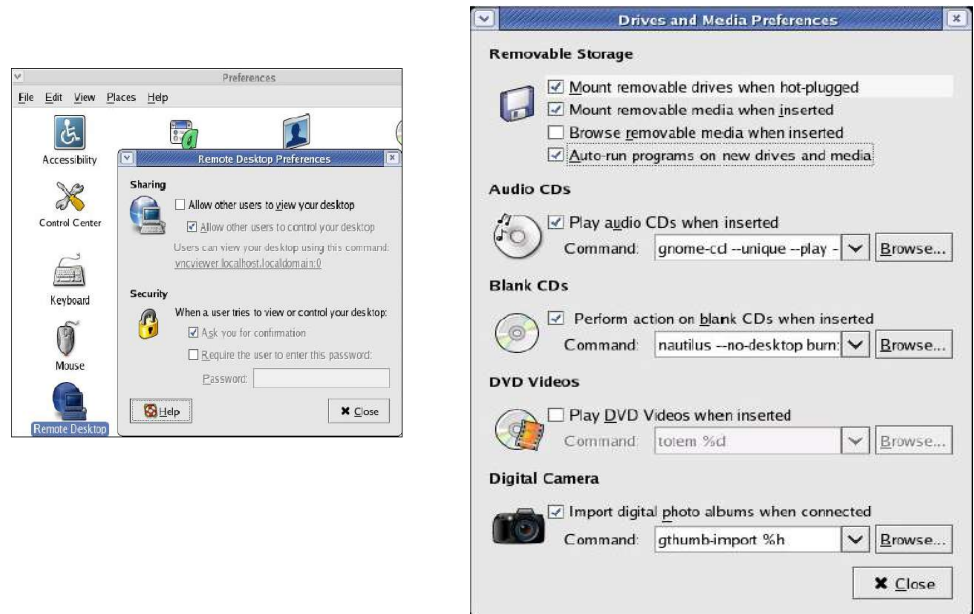 Preferences
File Edit View Places Help
Accessibility
Control Center
Keyboard
Mouse
Remote Desktop
Remote Desktop Preferences
Sharing
Allow other users to view your desktop
Allow other users to control your desktop
Users can view your desktop using this command:
vncviewer localhost.localdomain:0
Security
When a user tries to view or control your desktop:
Ask you for confirmation
Require the user to enter this password:
Password:
Help
Close
Drives and Media Preferences
Removable Storage
Mount removable drives when hot-plugged
Mount removable media when inserted
Browse removable media when inserted
Auto-run programs on new drives and media
Audio CDs
Play audio CDs when inserted
Command: gnome-cd --unique --play - Browse...
Blank CDs
Perform action on blank CDs when inserted
Command: nautilus --no-desktop burn: Browse...
DVD Videos
Play DVD Videos when inserted
Command: totem %d Browse...
Digital Camera
Import digital photo albums when connected
Command: gthumb-import %h Browse...
Close